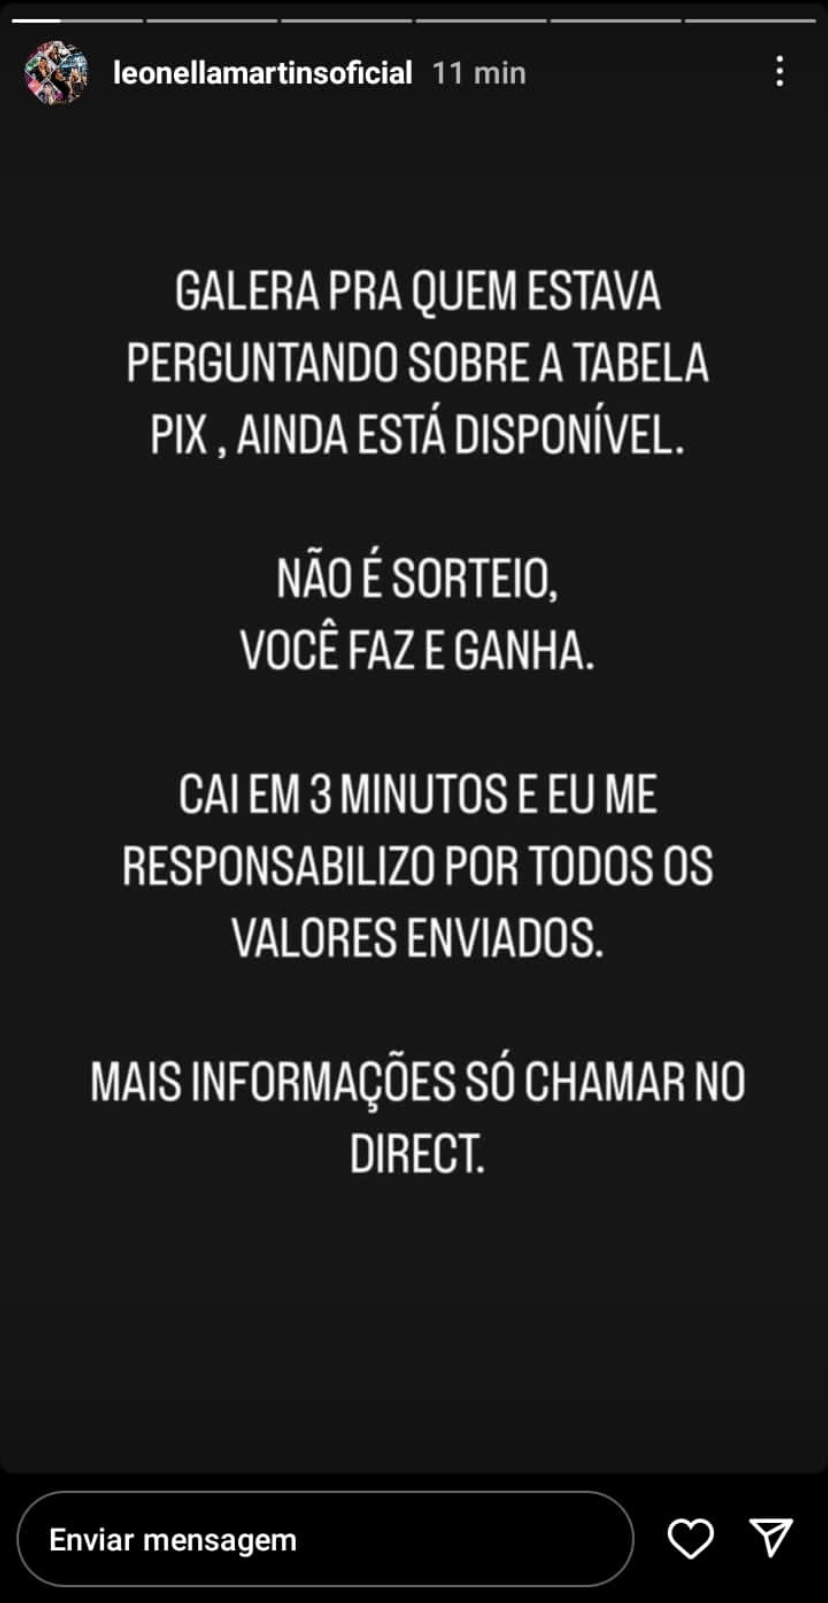 leonellamartinsoficial 11 min
GALERA PRA QUEM ESTAVA
PERGUNTANDO SOBRE A TABELA
PIX , AINDA ESTÁ DISPONÍVEL.
NÃO É SORTEIO,
VOCÊ FAZ E GANHA.
CAI EM 3 MINUTOS E EU ME
RESPONSABILIZO POR TODOS OS
VALORES ENVIADOS.
MAIS INFORMAÇÕES SÓ CHAMAR NO
DIRECT.
Enviar mensagem